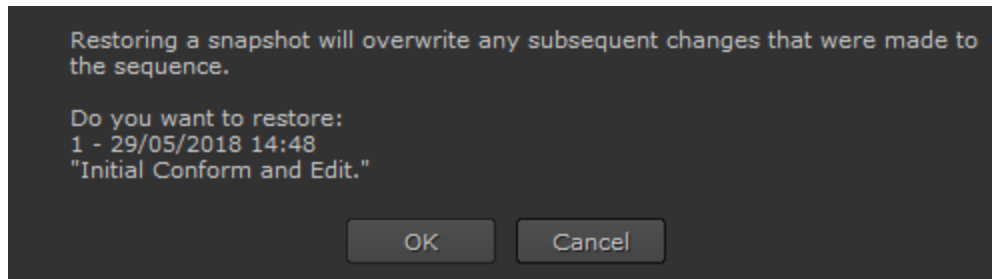 Restoring a snapshot will overwrite any subsequent changes that were made to
the sequence.
Do you want to restore:
1 - 29/05/2018 14:48
"Initial Conform and Edit."
OK
Cancel